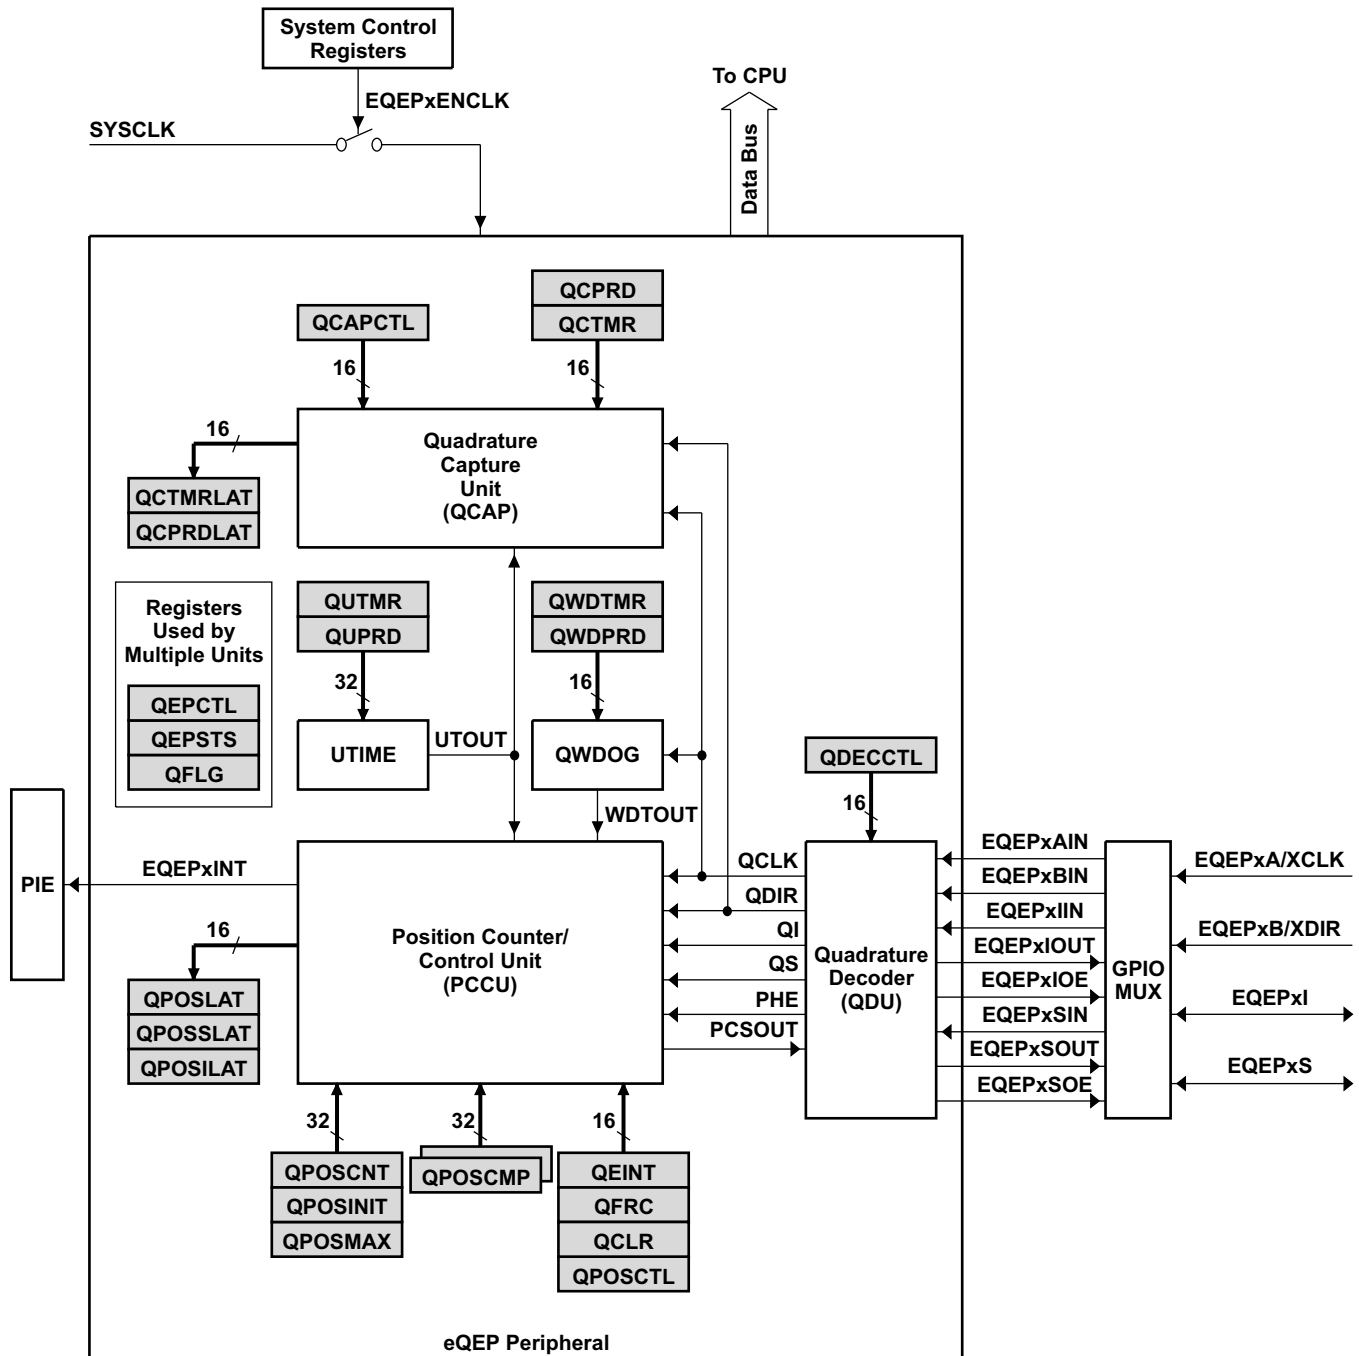 System Control
Registers
To CPU
EQEPxENCLK
SYSCLK
Data Bus
QCPRD
QCAPCTL
QCTMR
16
16
16
Quadrature
Capture
Unit
(QCAP)
QCTMRLAT
QCPRDLAT
Registers
Used by
Multiple Units
QEPCTL
QEPSTS
QFLG
QUTMR
QUPRD
QWDTMR
QWDPRD
32
16
UTIME
UTOUT
QWDOG
QDECCTL
WDTOUT
16
PIE
EQEPxINT
16
QPOSLAT
QPOSSLAT
QPOSILAT
Position Counter/
Control Unit
(PCCU)
QCLK
QDIR
QI
QS
PHE
PCSOUT
Quadrature
Decoder
(QDU)
EQEPxAIN
EQEPxBIN
EQEPxIIN
EQEPxIOUT
EQEPxIOE
EQEPxSIN
EQEPxSOUT
EQEPxSOE
GPIO
MUX
EQEPxA/XCLK
EQEPxB/XDIR
EQEPxI
EQEPxS
32
32
16
QPOSCNT
QPOSINIT
QPOSMAX
QPOSCMP
QEINT
QFRC
QCLR
QPOSCTL
eQEP Peripheral